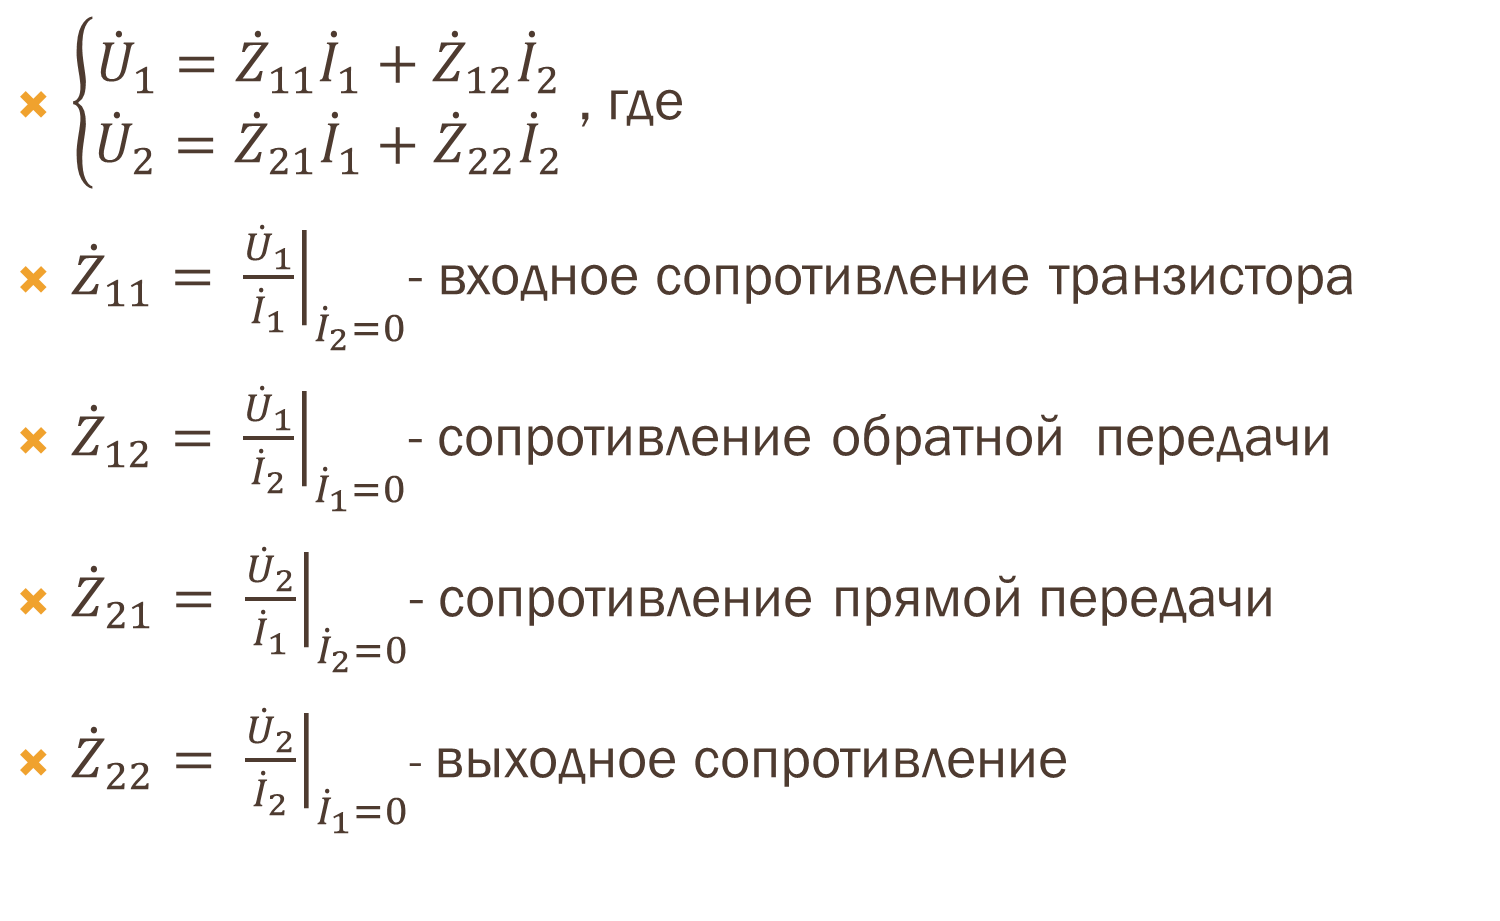 {U̇₁ = Ż₁₁İ₁ + Ż₁₂İ₂
U̇₂ = Ż₂₁İ₁ + Ż₂₂İ₂ , где
Ż₁₁ = U̇₁/İ₁|İ₂=0 - входное сопротивление транзистора
Ż₁₂ = U̇₁/İ₂|İ₁=0 - сопротивление обратной передачи
Ż₂₁ = U̇₂/İ₁|İ₂=0 - сопротивление прямой передачи
Ż₂₂ = U̇₂/İ₂|İ₁=0 - выходное сопротивление